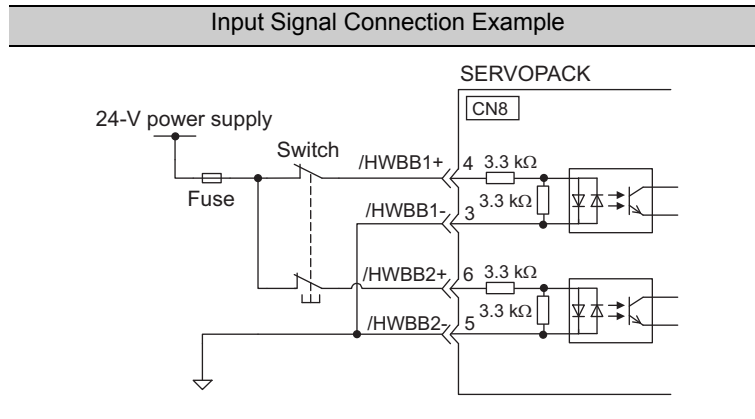 Input Signal Connection Example
SERVOPACK
CN8
24-V power supply
Switch
Fuse
/HWBB1+ 4 3.3 kΩ
/HWBB1- 3 3.3 kΩ
/HWBB2+ 6 3.3 kΩ
/HWBB2- 5 3.3 kΩ